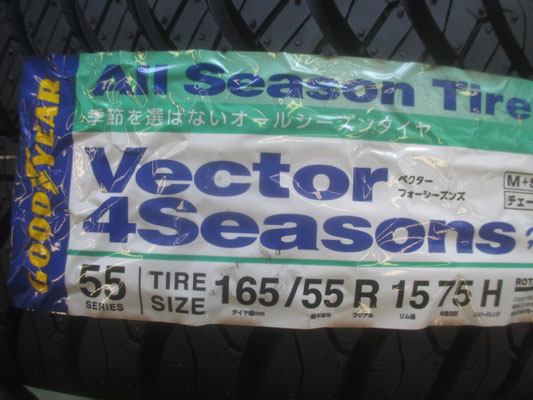 GOODYEAR
All Season Tire
季節を選ばないオールシーズンタイヤ
Vector
4Seasons
ベクター
フォーシーズンズ
M+S
チェー
55
SERIES
TIRE
SIZE
165/55 R 15 75 H
タイヤ幅mm 偏平率% ラジアル リム径 荷重指数 スピードレンジ
ROT